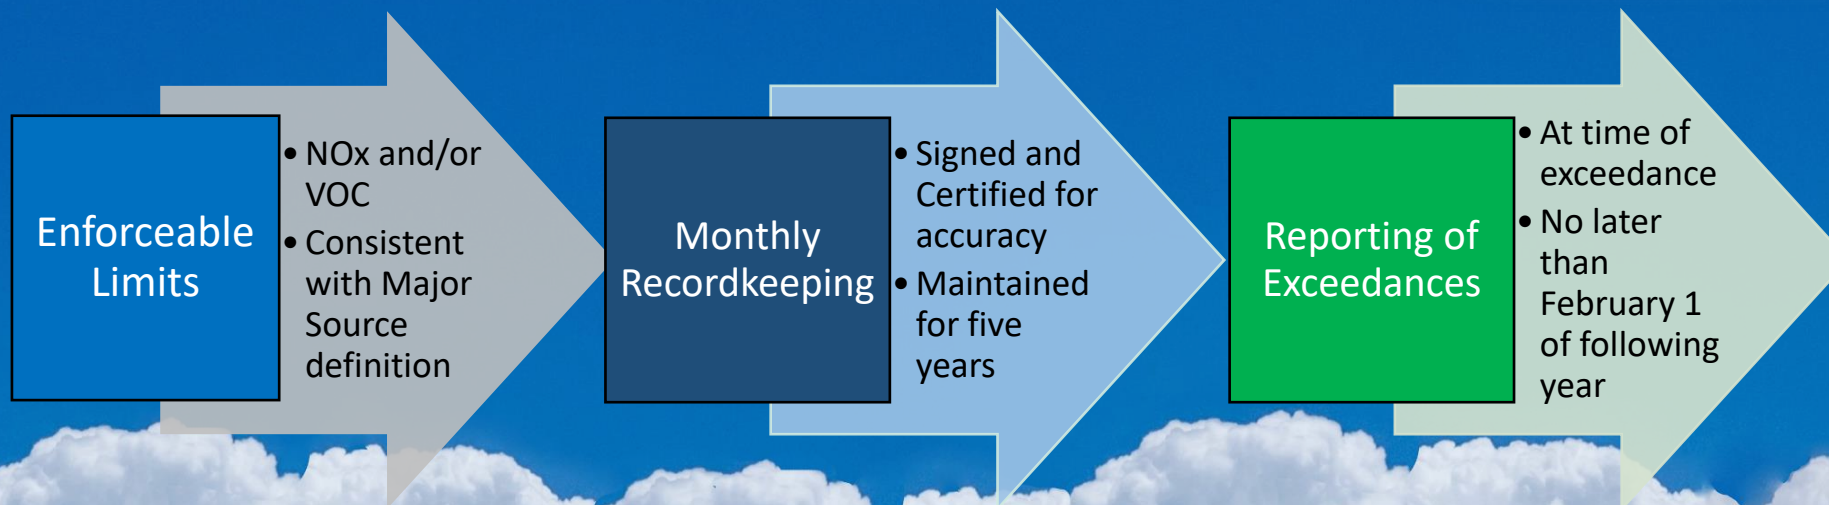 Enforceable
Limits
• NOx and/or
VOC
• Consistent
with Major
Source
definition
Monthly
Recordkeeping
• Signed and
Certified for
accuracy
• Maintained
for five
years
Reporting of
Exceedances
• At time of
exceedance
• No later
than
February 1
of following
year